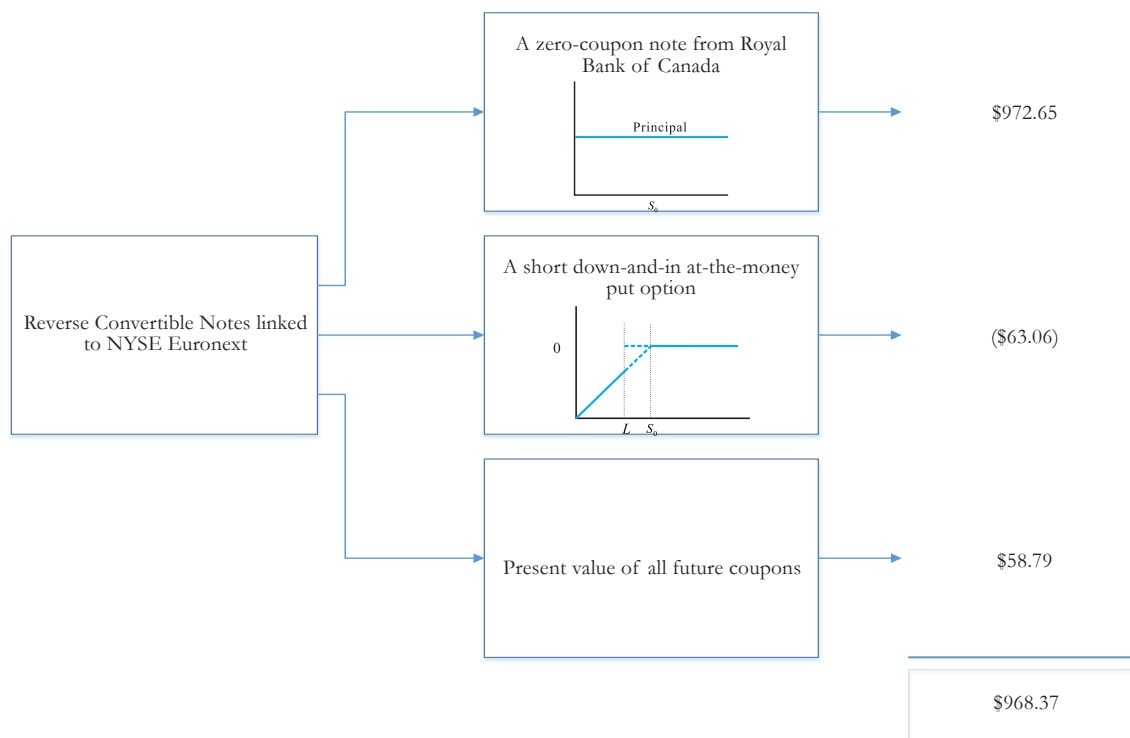 A zero-coupon note from Royal
Bank of Canada
Principal
S₀
$972.65
Reverse Convertible Notes linked
to NYSE Euronext
A short down-and-in at-the-money
put option
0
L S₀
($63.06)
Present value of all future coupons
$58.79
$968.37